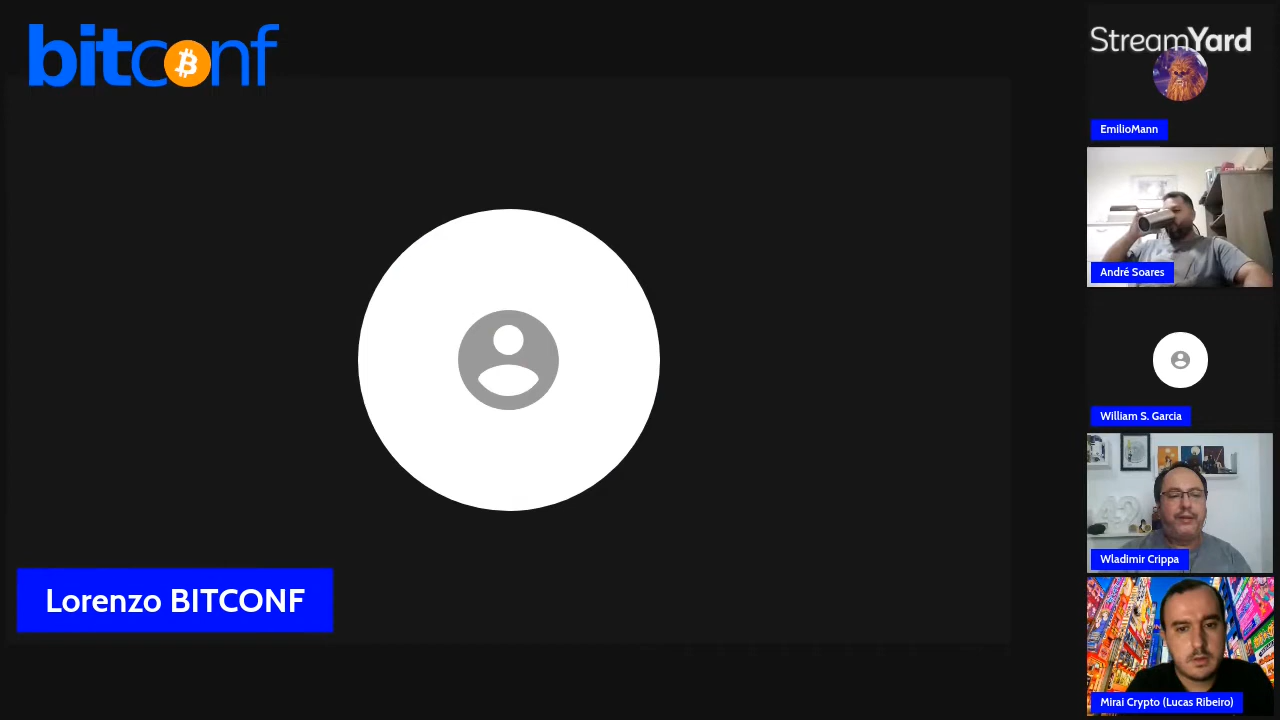 bitconf
StreamYard
EmilioMann
André Soares
William S. Garcia
Wladimir Crippa
Lorenzo BITCONF
Mirai Crypto (Lucas Ribeiro)